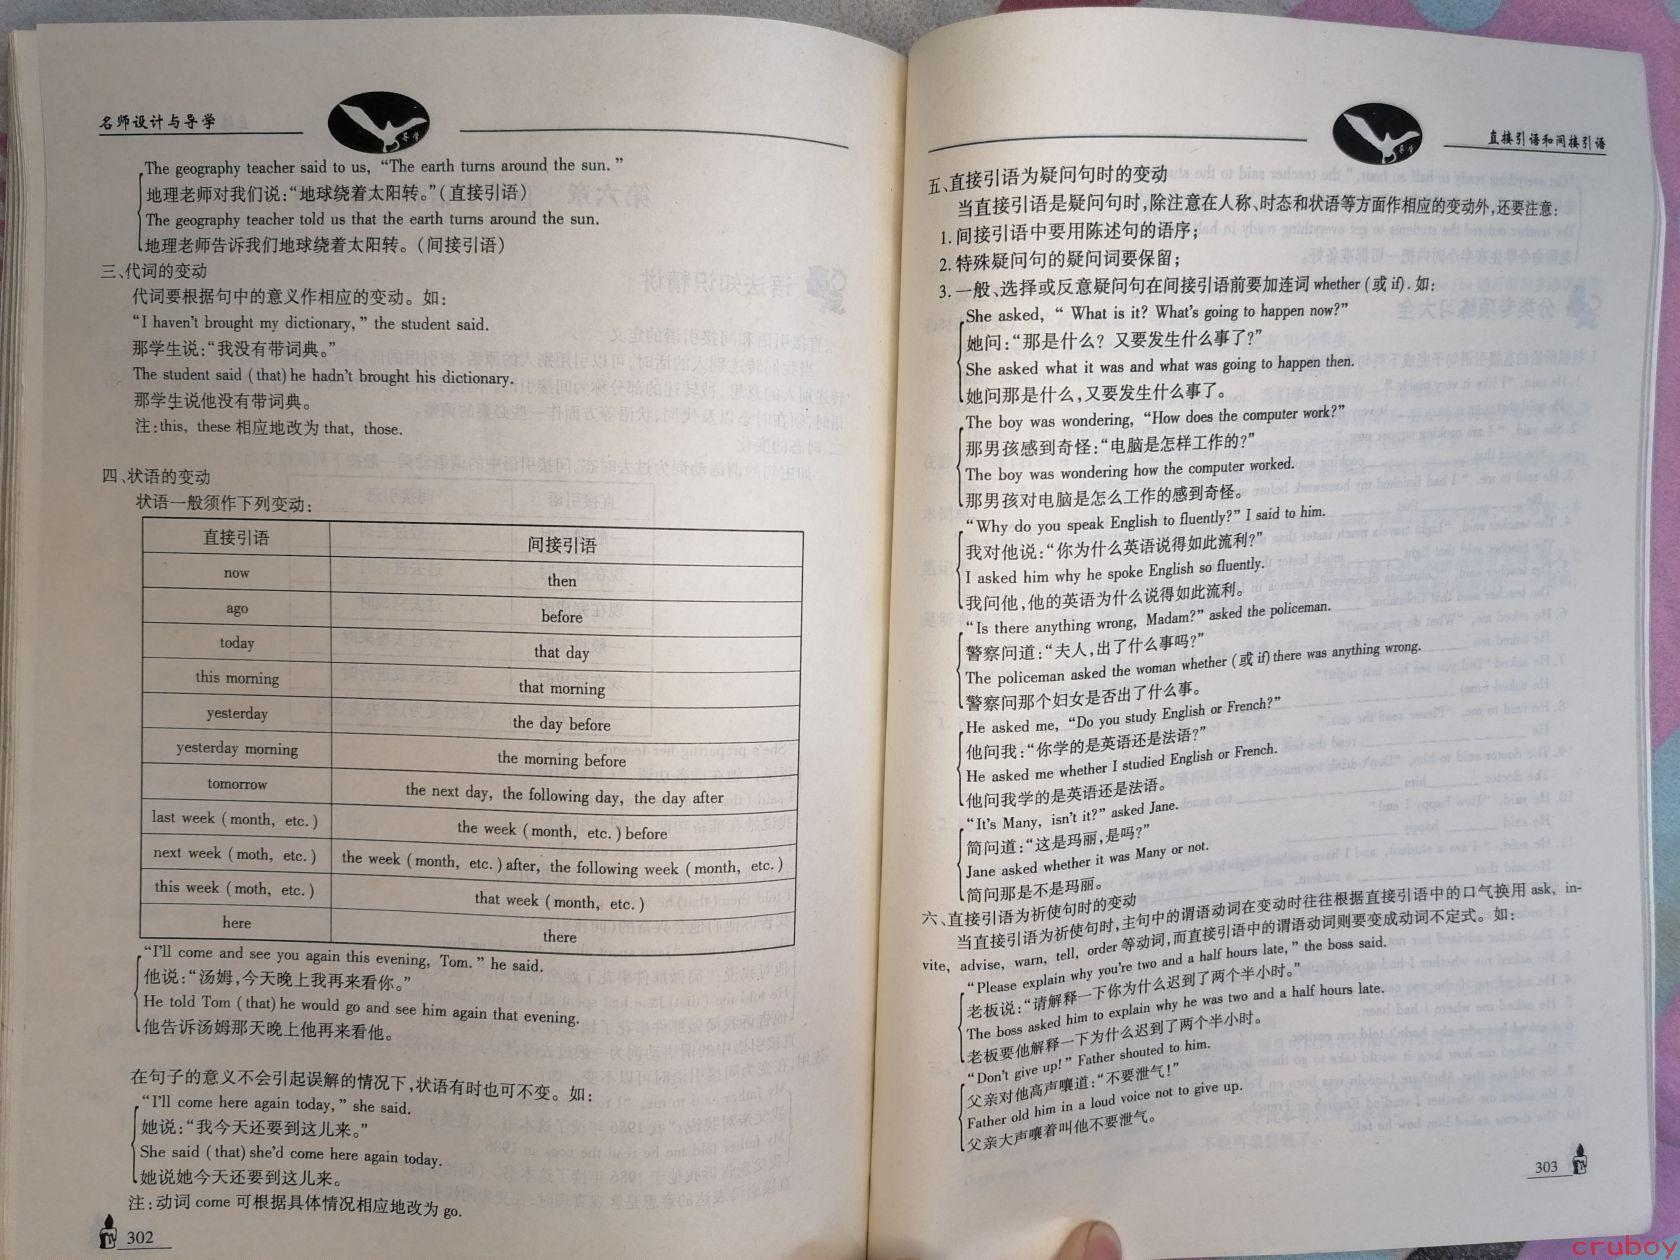 名师设计与导学
导学
The geography teacher said to us, “The earth turns around the sun.”
地理老师对我们说：“地球绕着太阳转。”(直接引语)
The geography teacher told us that the earth turns around the sun.
地理老师告诉我们地球绕着太阳转。(间接引语)
三、代词的变动
代词要根据句中的意义作相应的变动。如：
“I haven't brought my dictionary,” the student said.
那学生说：“我没有带词典。”
The student said (that) he hadn't brought his dictionary.
那学生说他没有带词典。
注：this, these 相应地改为 that, those.
四、状语的变动
状语一般须作下列变动：
直接引语 间接引语
now then
ago before
today that day
this morning that morning
yesterday the day before
yesterday morning the morning before
tomorrow the next day, the following day, the day after
last week (month, etc.) the week (month, etc.) before
next week (moth, etc.) the week (month, etc.) after, the following week (month, etc.)
this week (moth, etc.) that week (month, etc.)
here there
“I'll come and see you again this evening, Tom.” he said.
他说：“汤姆，今天晚上我再来看你。”
He told Tom (that) he would go and see him again that evening.
他告诉汤姆那天晚上他再来看他。
在句子的意义不会引起误解的情况下，状语有时也可不变。如：
“I'll come here again today,” she said.
她说：“我今天还要到这儿来。”
She said (that) she'd come here again today.
她说她今天还要到这儿来。
注：动词 come 可根据具体情况相应地改为 go.
302
导学
直接引语和间接引语
五、直接引语为疑问句时的变动
当直接引语是疑问句时，除注意在人称、时态和状语等方面作相应的变动外，还要注意：
1. 间接引语中要用陈述句的语序；
2. 特殊疑问句的疑问词要保留；
3. 一般、选择或反意疑问句在间接引语前要加连词 whether (或 if). 如：
She asked, “ What is it? What's going to happen now?”
她问：“那是什么？又要发生什么事了？”
She asked what it was and what was going to happen then.
她问那是什么，又要发生什么事了。
The boy was wondering, “How does the computer work?”
那男孩感到奇怪：“电脑是怎样工作的？”
The boy was wondering how the computer worked.
那男孩对电脑是怎么工作的感到奇怪。
“Why do you speak English to fluently?” I said to him.
我对他说：“你为什么英语说得如此流利？”
I asked him why he spoke English so fluently.
我问他，他的英语为什么说得如此流利。
“Is there anything wrong, Madam?” asked the policeman.
警察问道：“夫人，出了什么事吗？”
The policeman asked the woman whether (或 if) there was anything wrong.
警察问那个妇女是否出了什么事。
He asked me, “Do you study English or French?”
他问我：“你学的是英语还是法语？”
He asked me whether I studied English or French.
他问我学的是英语还是法语。
“It's Many, isn't it?” asked Jane.
简问道：“这是玛丽，是吗？”
Jane asked whether it was Many or not.
简问那是不是玛丽。
六、直接引语为祈使句时的变动
当直接引语为祈使句时，主句中的谓语动词在变动时往往根据直接引语中的口气换用 ask, in-
vite, advise, warn, tell, order 等动词，而直接引语中的谓语动词则要变成动词不定式。如：
“Please explain why you're two and a half hours late,” the boss said.
老板说：“请解释一下你为什么迟到了两个半小时。”
The boss asked him to explain why he was two and a half hours late.
老板要他解释一下为什么迟到了两个半小时。
“Don't give up!” Father shouted to him.
父亲对他高声嚷道：“不要泄气！”
Father old him in a loud voice not to give up.
父亲大声嚷着叫他不要泄气。
303
cruboy